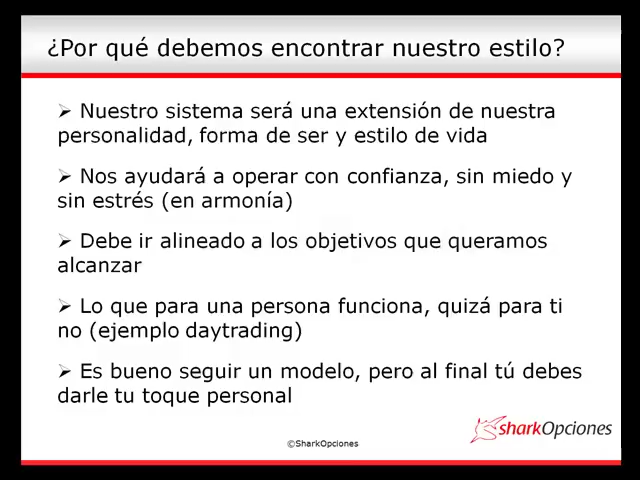 ¿Por qué debemos encontrar nuestro estilo?
➢ Nuestro sistema será una extensión de nuestra
personalidad, forma de ser y estilo de vida
➢ Nos ayudará a operar con confianza, sin miedo y
sin estrés (en armonía)
➢ Debe ir alineado a los objetivos que queramos
alcanzar
➢ Lo que para una persona funciona, quizá para ti
no (ejemplo daytrading)
➢ Es bueno seguir un modelo, pero al final tú debes
darle tu toque personal
sharkOpciones
©SharkOpciones